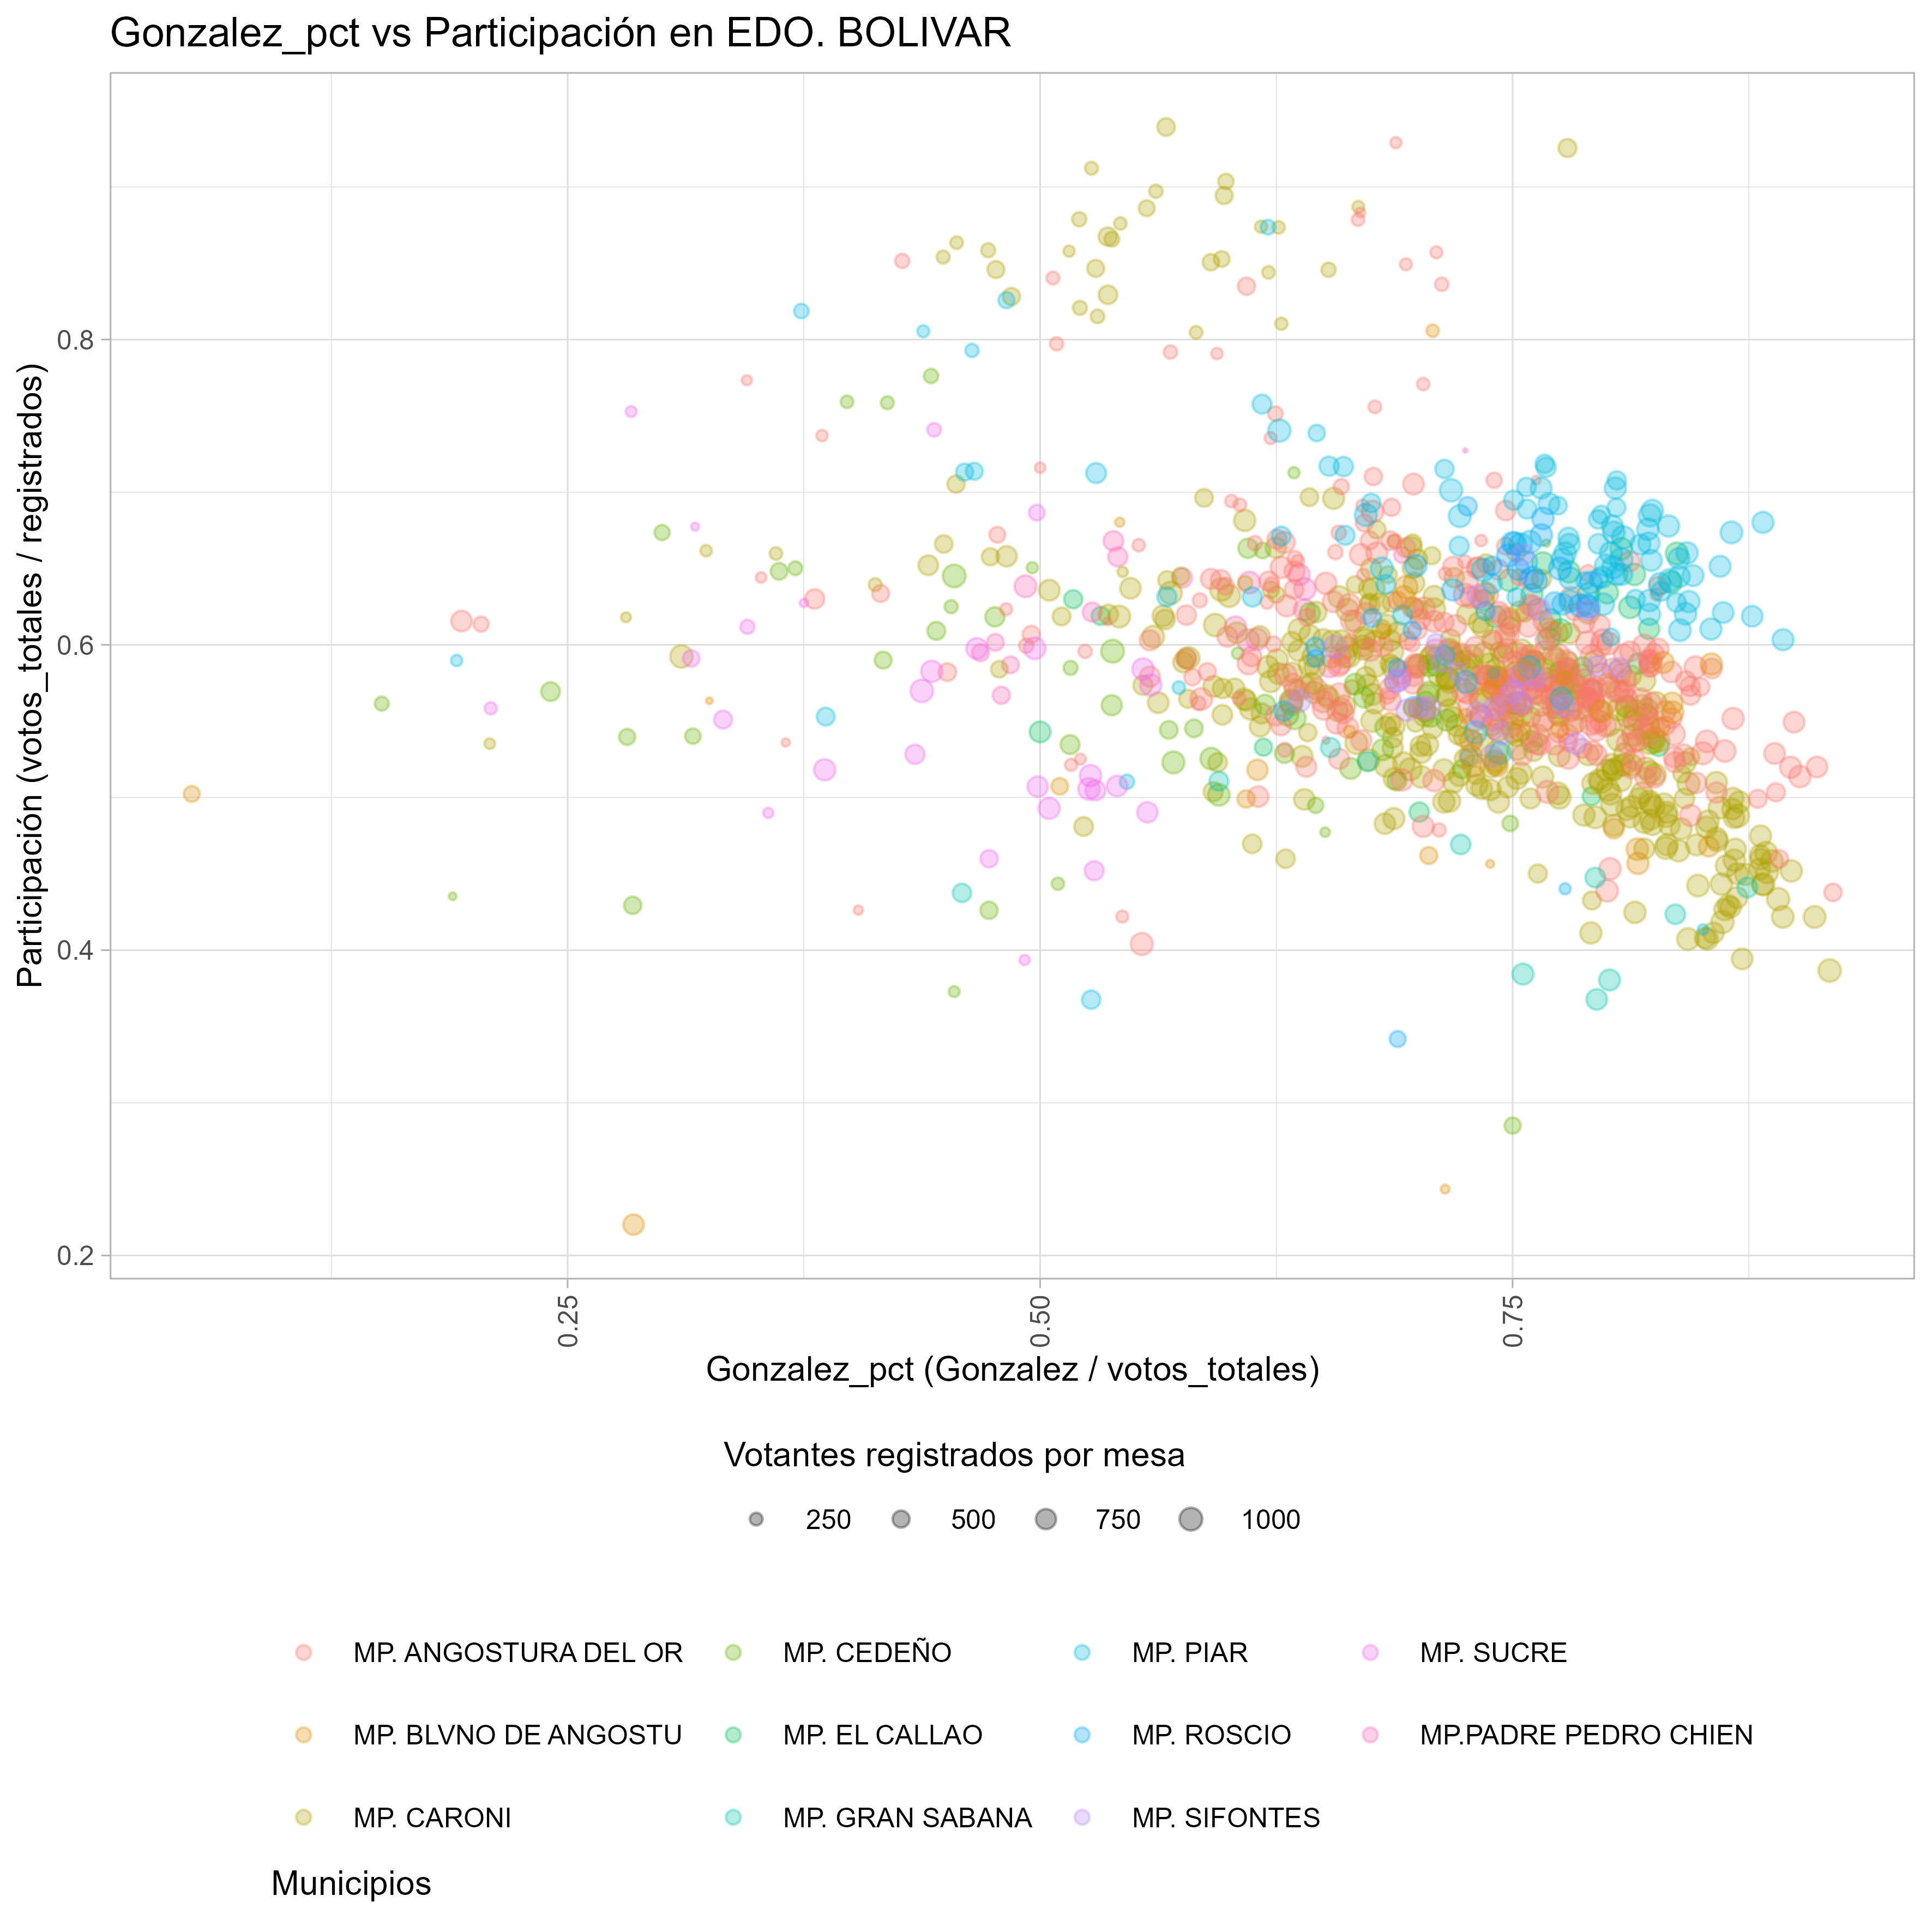 Gonzalez_pct vs Participación en EDO. BOLIVAR
Participación (votos_totales / registrados)
0.8
0.6
0.4
0.2
0.25
0.50
0.75
Gonzalez_pct (Gonzalez / votos_totales)
Votantes registrados por mesa
250 500 750 1000
MP. ANGOSTURA DEL OR MP. CEDEÑO MP. PIAR MP. SUCRE
MP. BLVNO DE ANGOSTU MP. EL CALLAO MP. ROSCIO MP.PADRE PEDRO CHIEN
MP. CARONI MP. GRAN SABANA MP. SIFONTES
Municipios